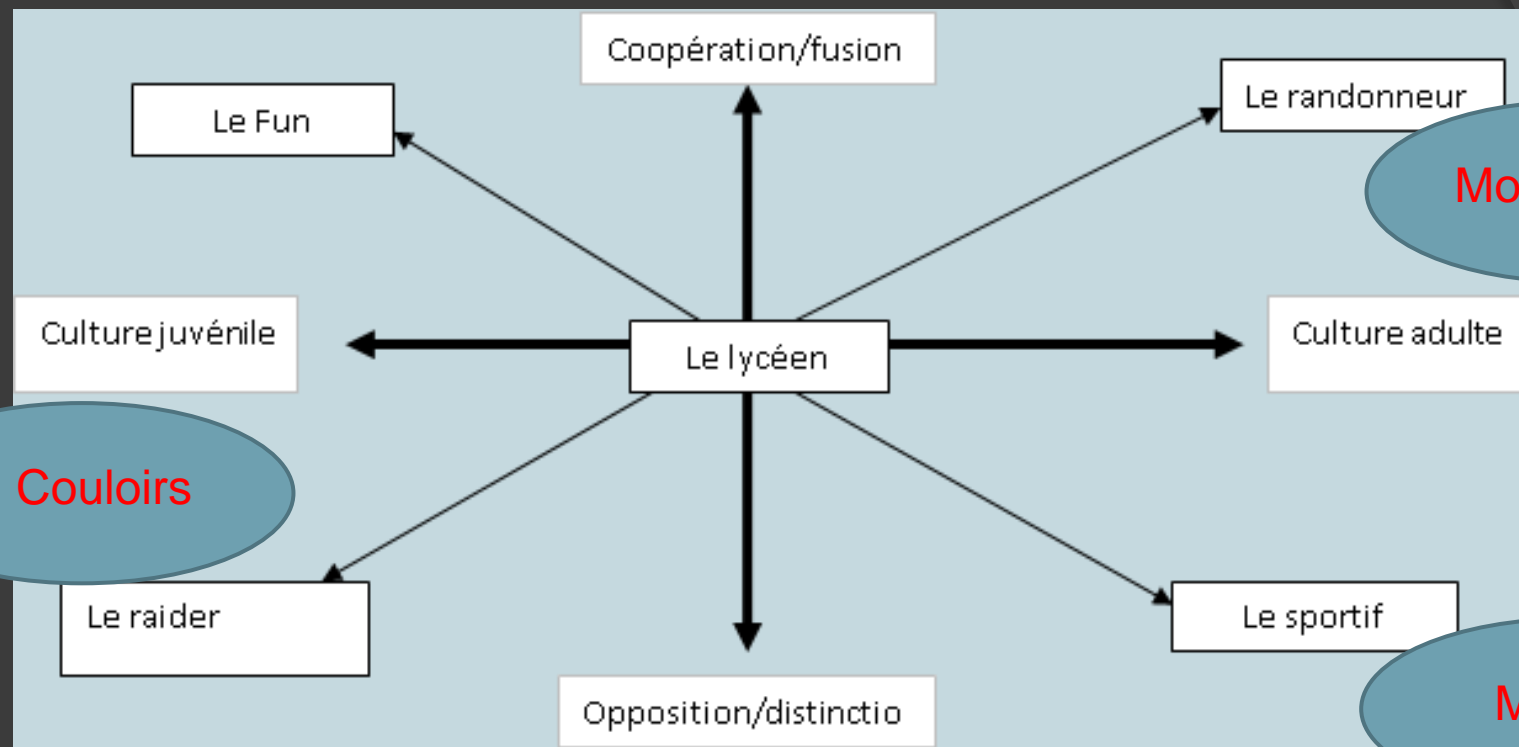 Coopération/fusion
Le Fun
Le randonneur
Mo
Culture juvénile
Culture adulte
Le lycéen
Couloirs
Le raider
Le sportif
Opposition/distinctio
M